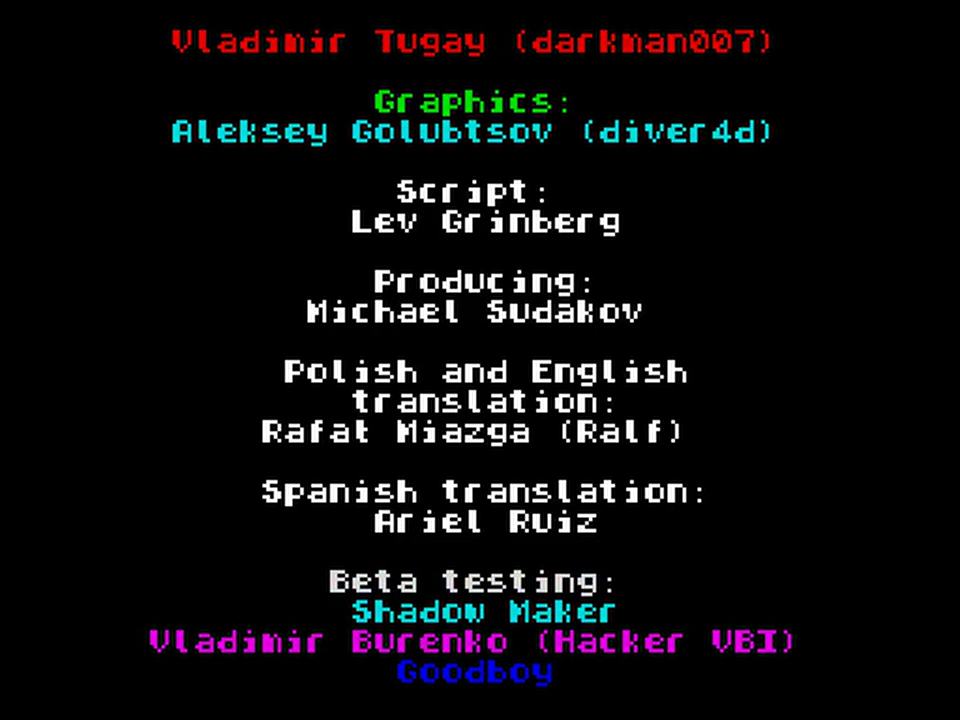 Vladimir Tugay (darkman007)
Graphics:
Aleksey Golubtsov (diver4d)
Script:
Lev Grinberg
Producing:
Michael Sudakov
Polish and English
translation:
Rafał Miazga (Ralf)
Spanish translation:
Ariel Ruiz
Beta testing:
Shadow Maker
Vladimir Burenko (Hacker VBI)
Goodboy